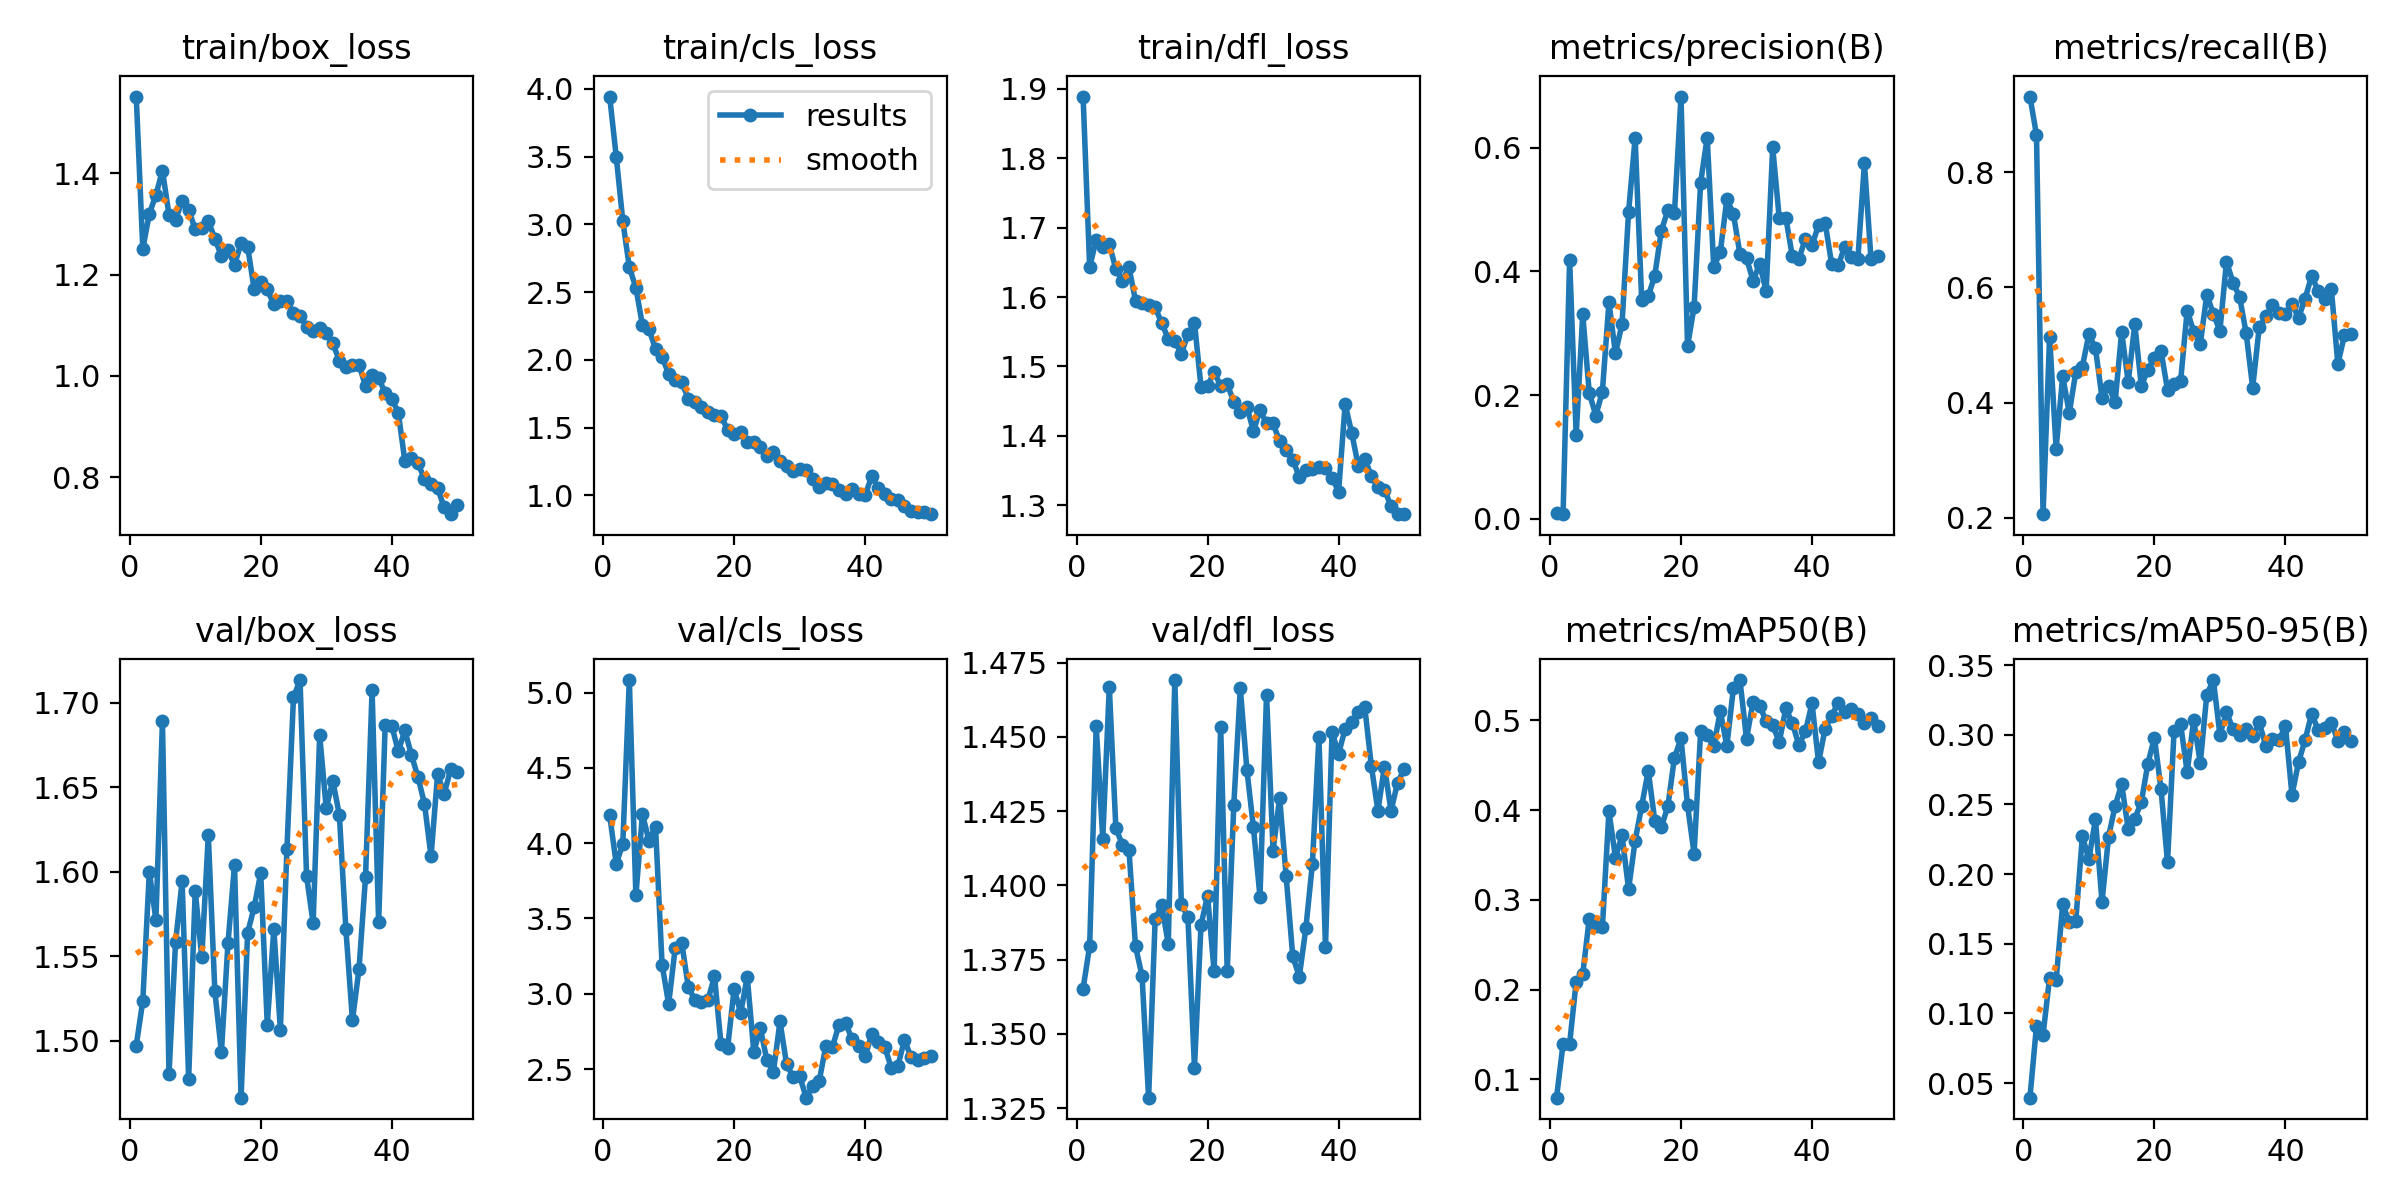 train/box_loss
1.4
1.2
1.0
0.8
0 20 40
train/cls_loss
results
smooth
4.0
3.5
3.0
2.5
2.0
1.5
1.0
0 20 40
train/dfl_loss
1.9
1.8
1.7
1.6
1.5
1.4
1.3
0 20 40
metrics/precision(B)
0.6
0.4
0.2
0.0
0 20 40
metrics/recall(B)
0.8
0.6
0.4
0.2
0 20 40
val/box_loss
1.70
1.65
1.60
1.55
1.50
0 20 40
val/cls_loss
5.0
4.5
4.0
3.5
3.0
2.5
0 20 40
val/dfl_loss
1.475
1.450
1.425
1.400
1.375
1.350
1.325
0 20 40
metrics/mAP50(B)
0.5
0.4
0.3
0.2
0.1
0 20 40
metrics/mAP50-95(B)
0.35
0.30
0.25
0.20
0.15
0.10
0.05
0 20 40